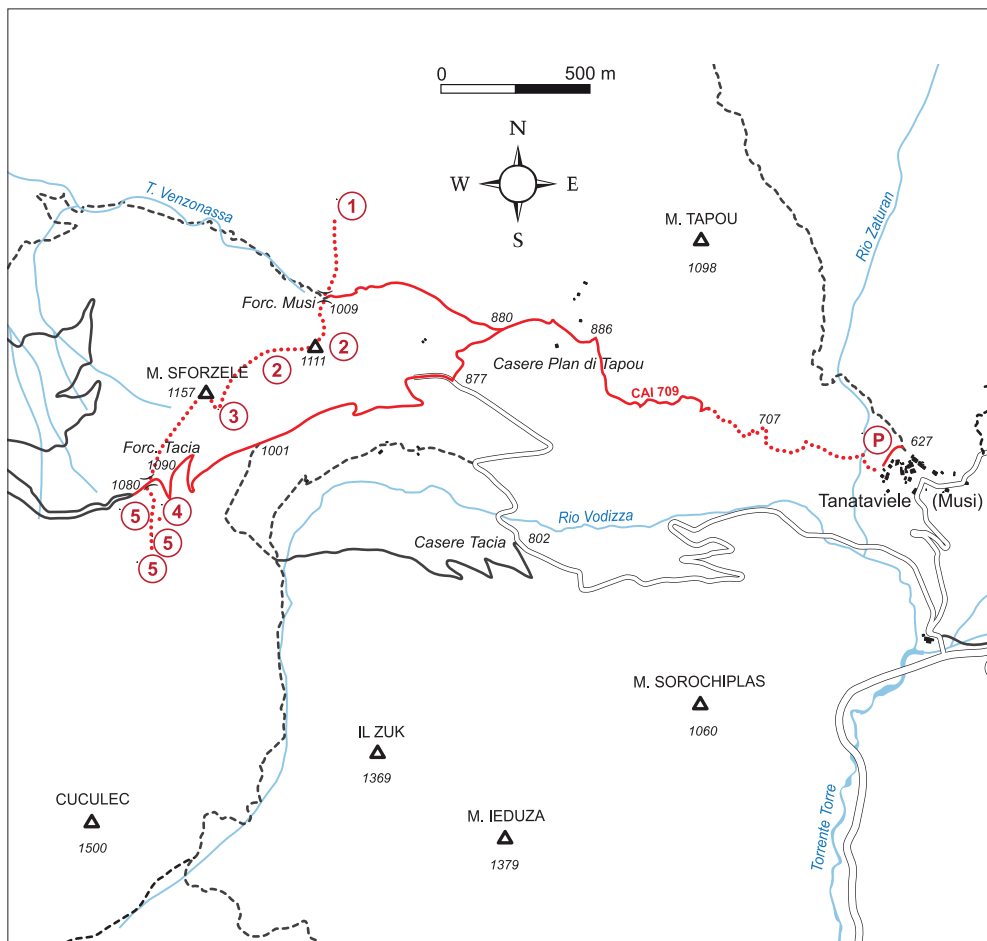 0 500 m
N
W E
S
T. Venzonassa
1
M. TAPOU
1098
Rio Zaturan
Forc. Musi
1009
880
886
2
1111
2
Casere Plan di Tapou
M. SFORZELE
1157
877
3
CAI 709
707
P
627
Forc. Tacia
1001
1090
1080
Tanataviele (Musi)
4
5
5
5
Rio Vodizza
Casere Tacia
802
M. SOROCHIPLAS
1060
IL ZUK
1369
CUCULEC
1500
M. IEDUZA
1379
Torrente Torre